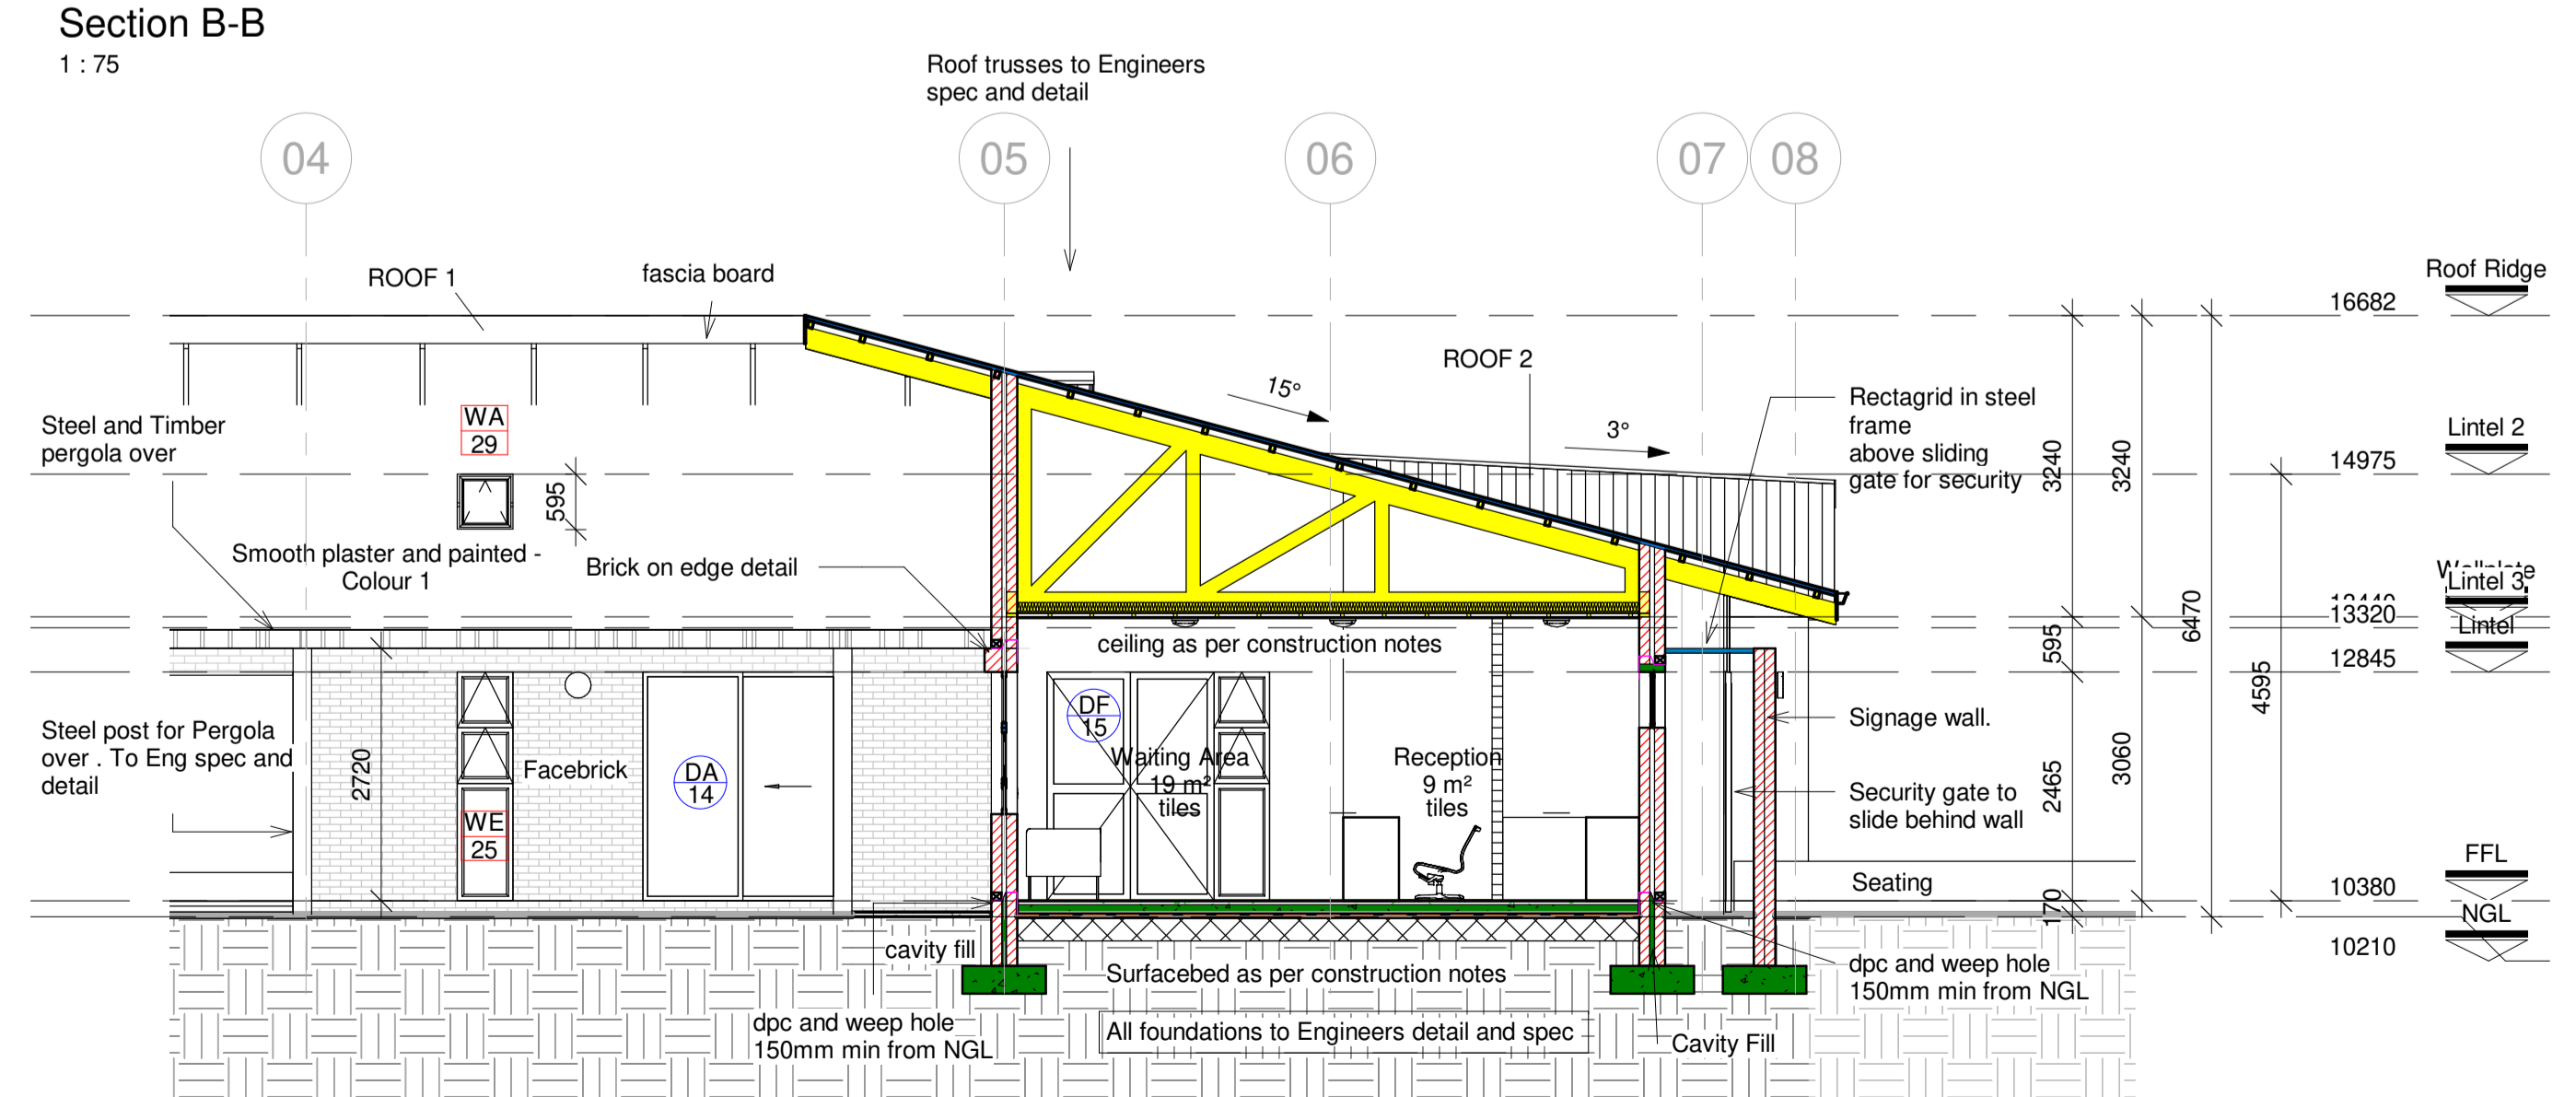 Section B-B
1 : 75
Roof trusses to Engineers
spec and detail
04
05
06
07
08
ROOF 1
fascia board
Roof Ridge
16682
ROOF 2
15°
3°
Rectagrid in steel
frame
above sliding
gate for security
Steel and Timber
pergola over
WA
29
595
Lintel 2
14975
3240
3240
Smooth plaster and painted -
Colour 1
Brick on edge detail
Wallplate
Lintel 3
13320
Lintel
12845
6470
595
4595
ceiling as per construction notes
Steel post for Pergola
over . To Eng spec and
detail
2720
Facebrick
WE
25
DA
14
DF
15
Waiting Area
19 m²
tiles
Reception
9 m²
tiles
Signage wall.
Security gate to
slide behind wall
2465
3060
Seating
170
FFL
10380
NGL
10210
cavity fill
Surfacebed as per construction notes
dpc and weep hole
150mm min from NGL
dpc and weep hole
150mm min from NGL
All foundations to Engineers detail and spec
Cavity Fill